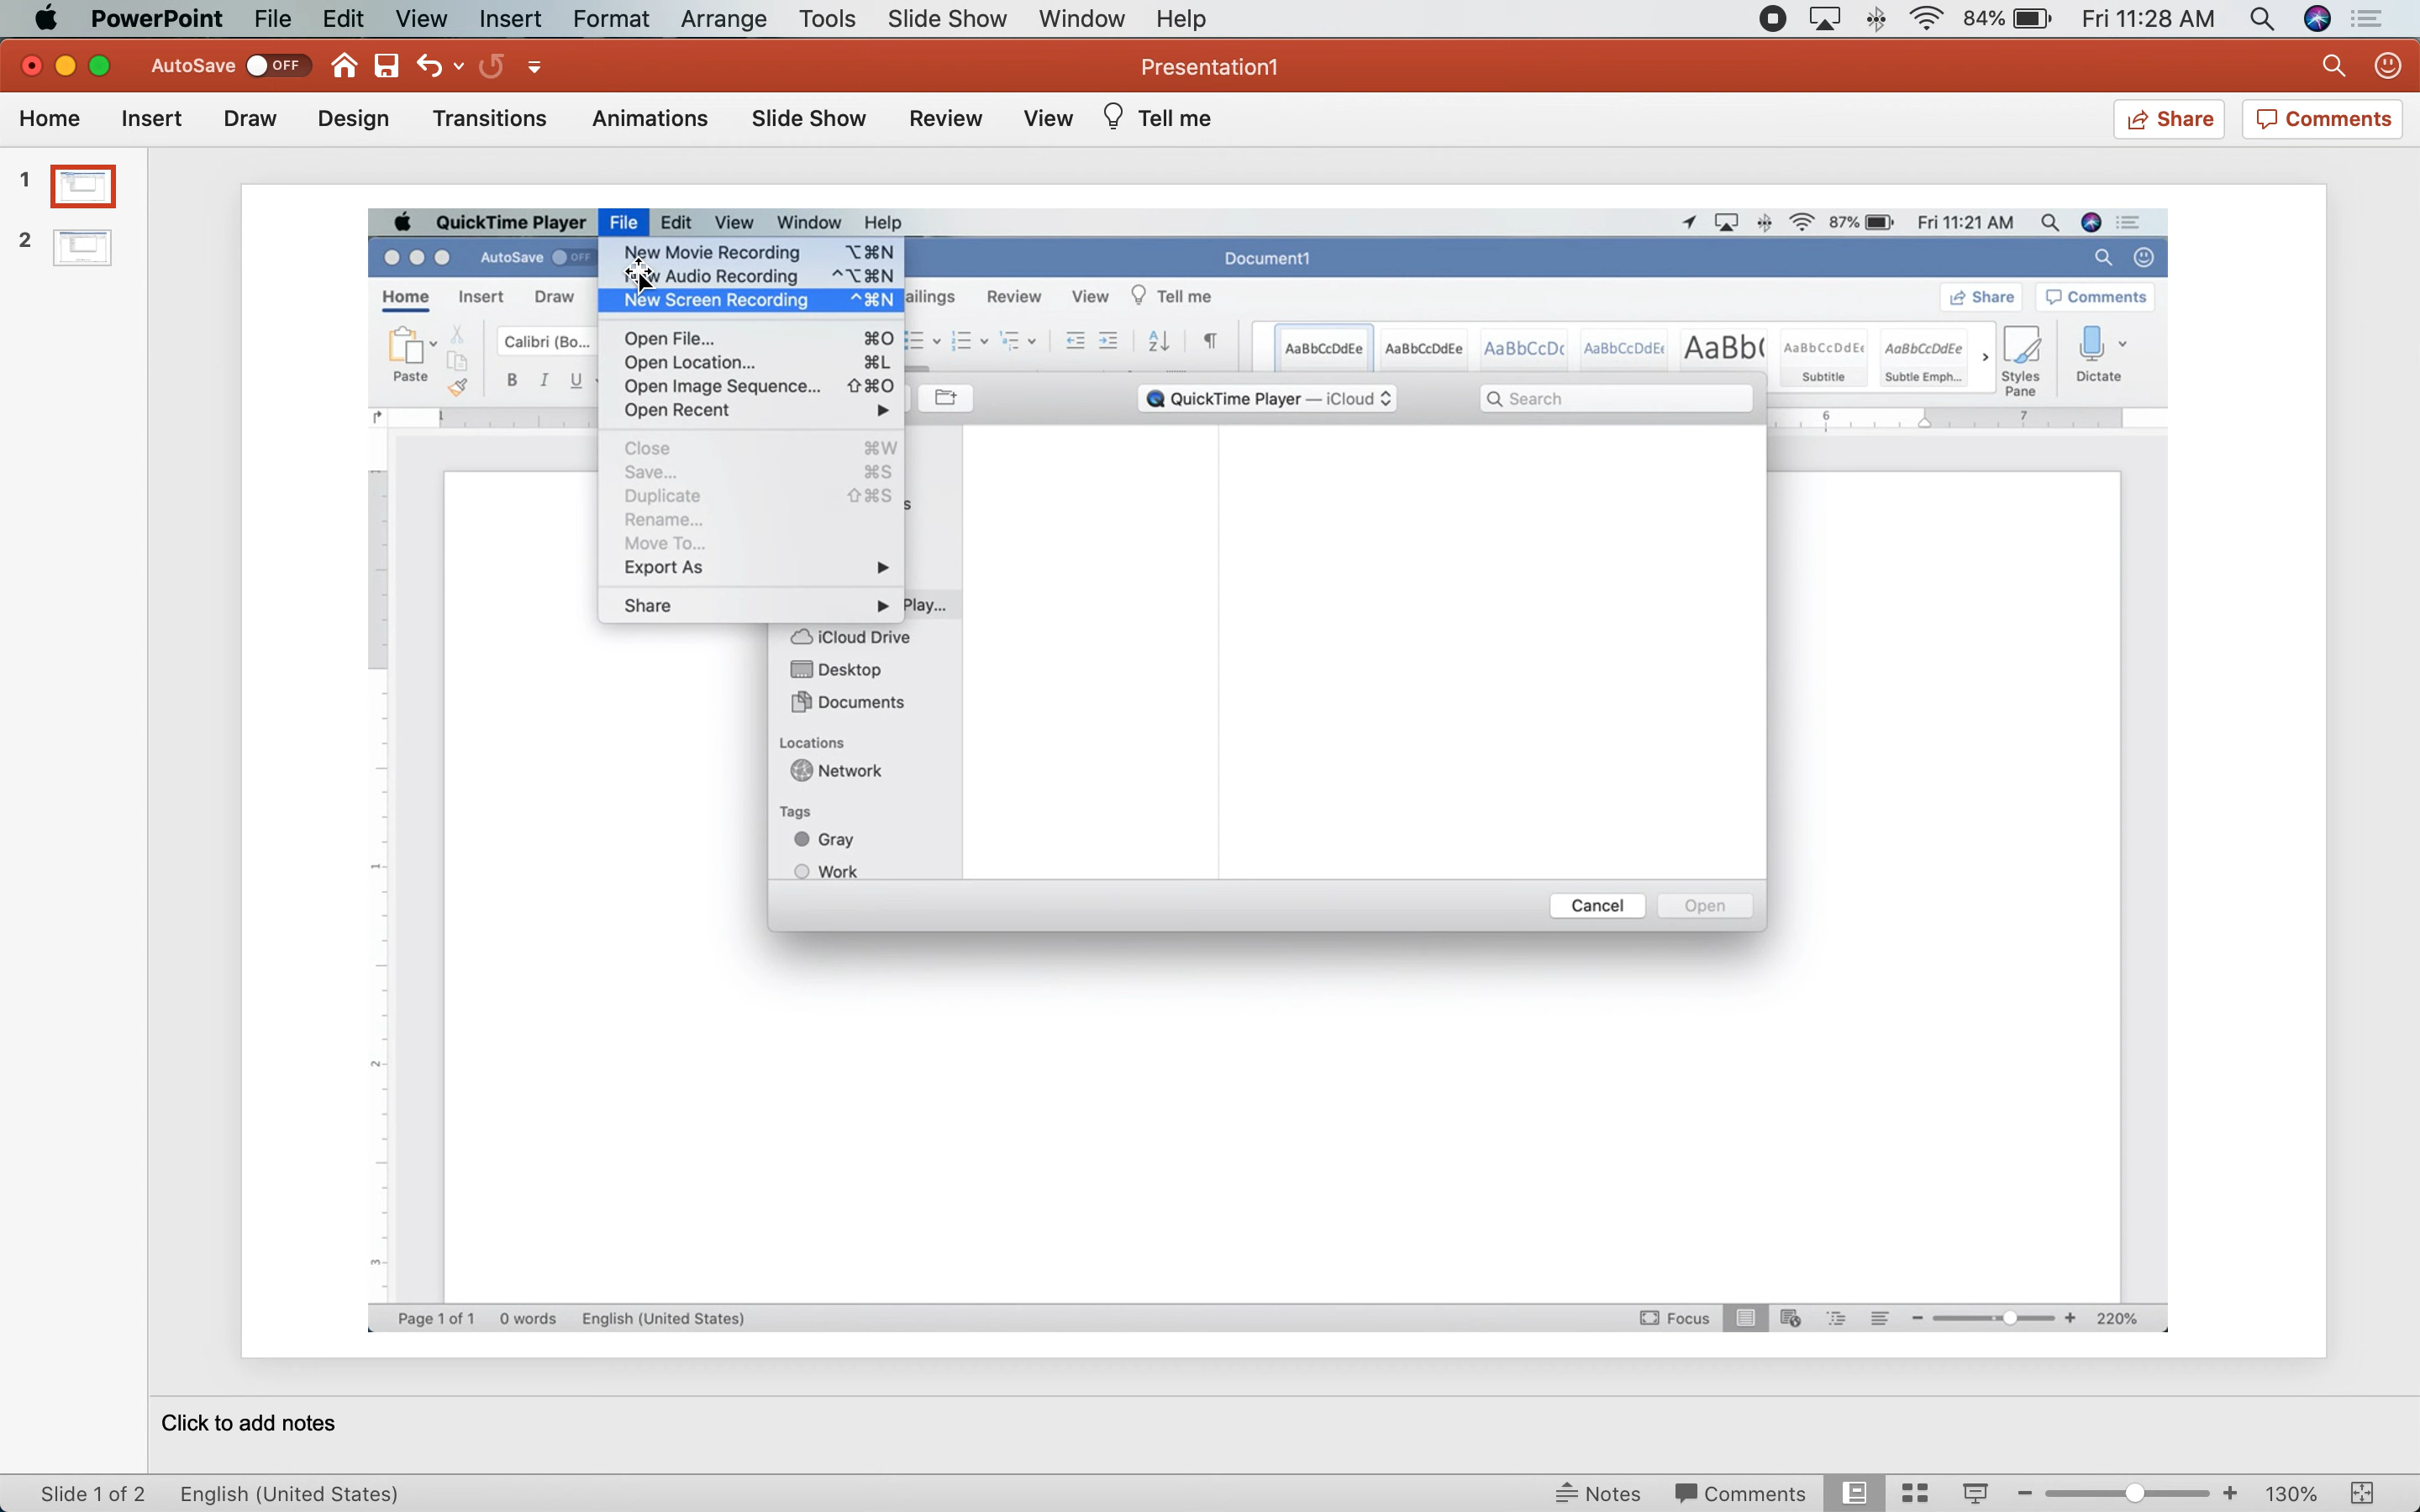 PowerPoint File Edit View Insert Format Arrange Tools Slide Show Window Help 84% Fri 11:28 AM
AutoSave OFF Presentation1
Home Insert Draw Design Transitions Animations Slide Show Review View Tell me Share Comments
1
2
QuickTime Player File Edit View Window Help 87% Fri 11:21 AM
AutoSave OFF Document1
New Movie Recording ⌥⌘N
Audio Recording ^⌥⌘N
New Screen Recording ^⌘N
Home Insert Draw ailings Review View Tell me Share Comments
Open File... ⌘O
Open Location... ⌘L
Open Image Sequence... ⇧⌘O
Open Recent ▶
Close ⌘W
Save... ⌘S
Duplicate ⇧⌘S
Rename...
Move To...
Export As ▶
Share ▶
Calibri (Bo...
Paste B I U
AaBbCcDdEe AaBbCcDdEe AaBbCcDc AaBbCcDdEe AaBb( AaBbCcDdEe AaBbCcDdEe
Subtitle Subtle Emph... Styles Pane Dictate
QuickTime Player — iCloud Search
6 7
s
Play...
iCloud Drive
Desktop
Documents
Locations
Network
Tags
Gray
Work
Cancel Open
1
2
3
Page 1 of 1 0 words English (United States) Focus 220%
Click to add notes
Slide 1 of 2 English (United States) Notes Comments 130%